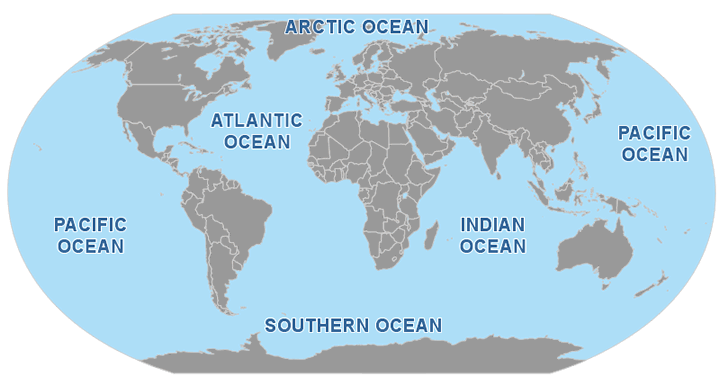 ARCTIC OCEAN
ATLANTIC
OCEAN
PACIFIC
OCEAN
PACIFIC
OCEAN
INDIAN
OCEAN
SOUTHERN OCEAN